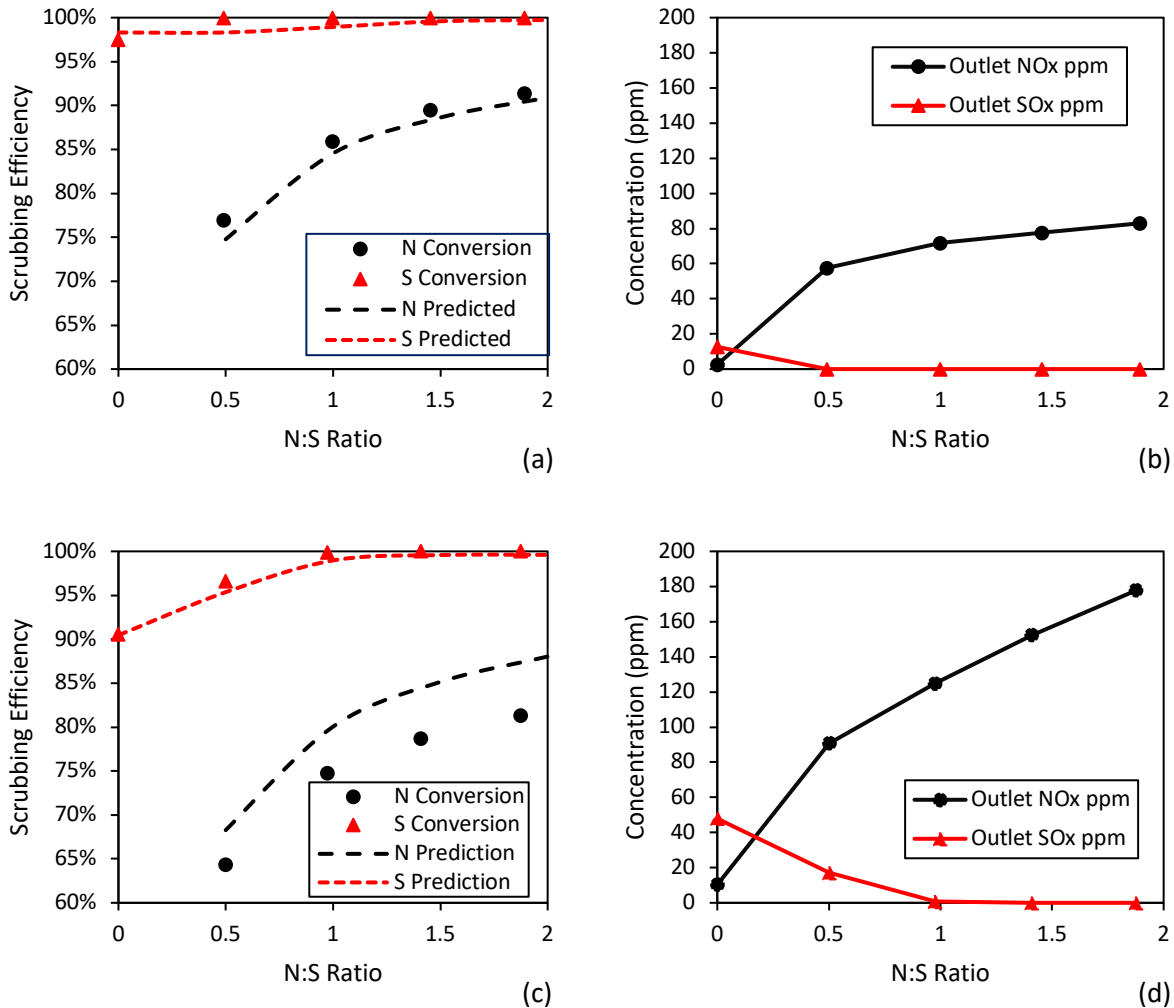 100%
95%
90%
85%
80%
75%
70%
65%
60%
Scrubbing Efficiency
N Conversion
S Conversion
N Predicted
S Predicted
0
0.5
1
1.5
2
N:S Ratio
(a)
200
180
160
140
120
100
80
60
40
20
0
Concentration (ppm)
Outlet NOx ppm
Outlet SOx ppm
0
0.5
1
1.5
2
N:S Ratio
(b)
100%
95%
90%
85%
80%
75%
70%
65%
60%
Scrubbing Efficiency
N Conversion
S Conversion
N Prediction
S Prediction
0
0.5
1
1.5
2
N:S Ratio
(c)
200
180
160
140
120
100
80
60
40
20
0
Concentration (ppm)
Outlet NOx ppm
Outlet SOx ppm
0
0.5
1
1.5
2
N:S Ratio
(d)